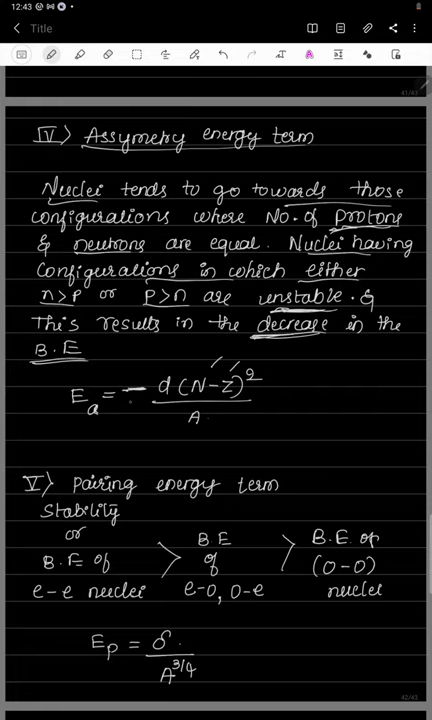 12:43
Title
41/43
IV> Assymetry energy term
Nuclei tends to go towards those
configurations where No. of protons
& neutrons are equal. Nuclei having
configurations in which either
n>p or p>n are unstable. &
This results in the decrease in the
B.E
Ea = - d(N-Z)²/A
V> Pairing energy term
Stability
or
B.E of e-e nuclei > B.E of e-o, o-e > B.E. of (o-o) nuclei
Ep = δ/A^3/4
42/43